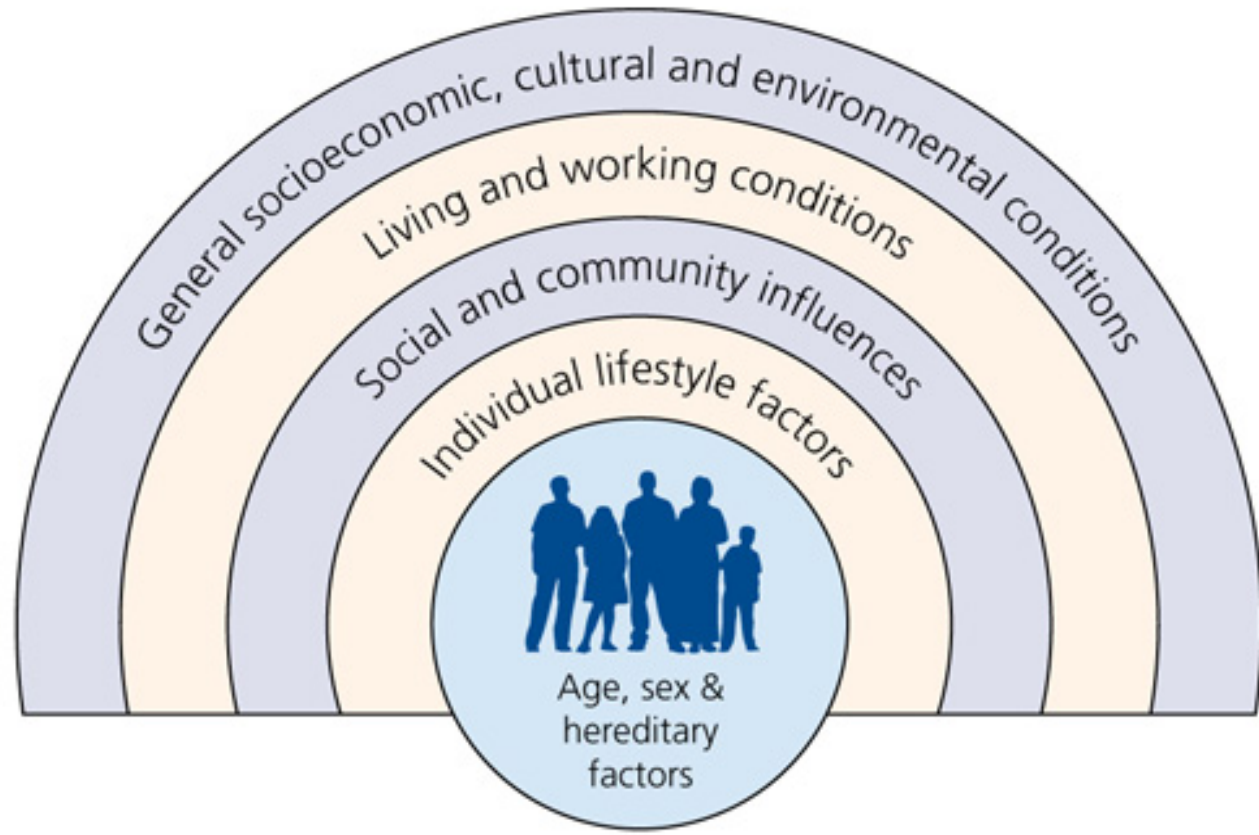 General socioeconomic, cultural and environmental conditions
Living and working conditions
Social and community influences
Individual lifestyle factors
Age, sex &
hereditary
factors